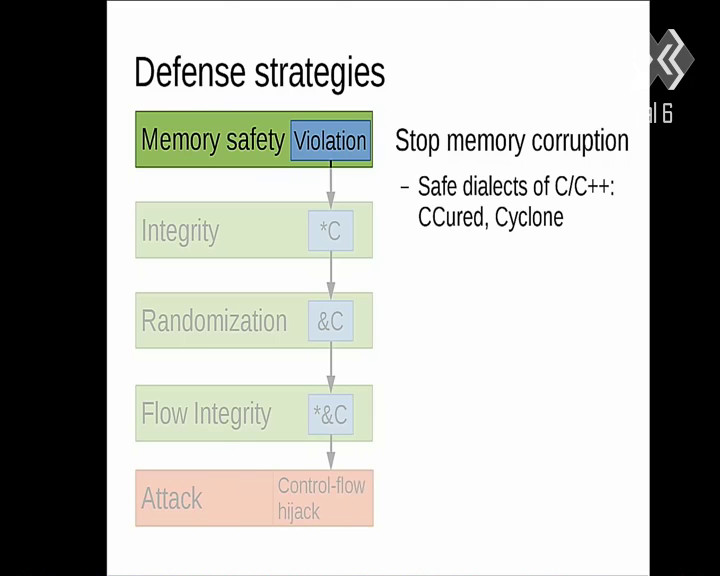 Defense strategies
Memory safety Violation
Stop memory corruption
– Safe dialects of C/C++:
CCured, Cyclone
Integrity *C
Randomization &C
Flow Integrity *&C
Attack
Control-flow
hijack
al 6